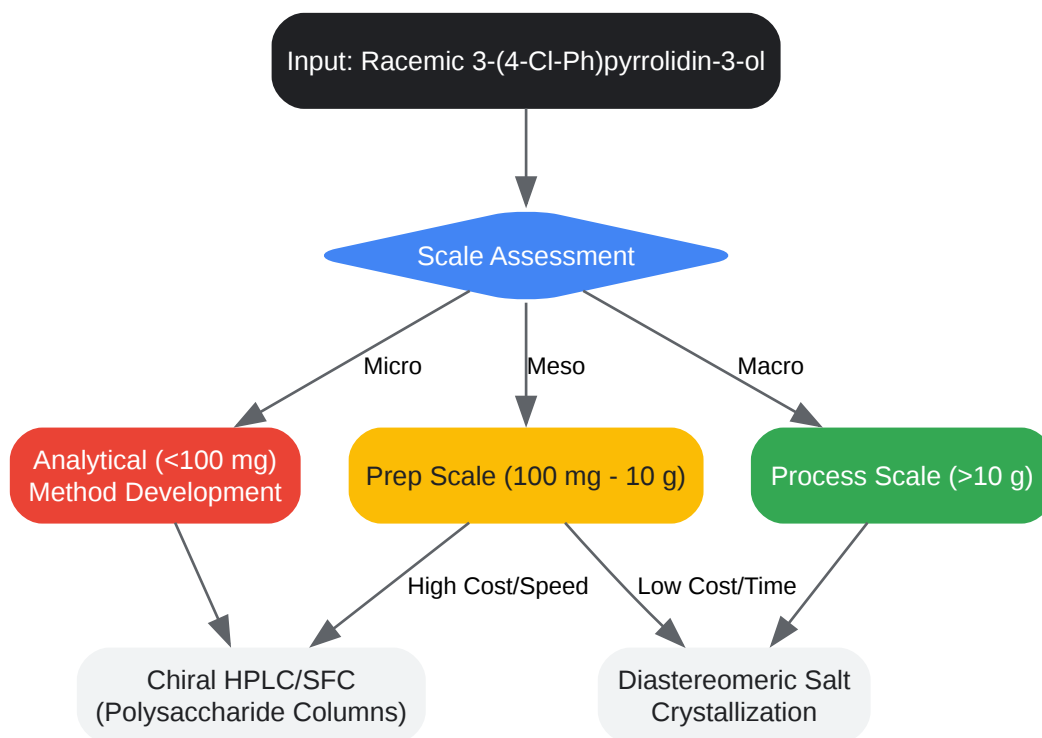 Input: Racemic 3-(4-Cl-Ph)pyrrolidin-3-ol
Scale Assessment
Micro
Meso
Macro
Analytical (<100 mg)
Method Development
Prep Scale (100 mg - 10 g)
Process Scale (>10 g)
High Cost/Speed
Low Cost/Time
Chiral HPLC/SFC
(Polysaccharide Columns)
Diastereomeric Salt
Crystallization